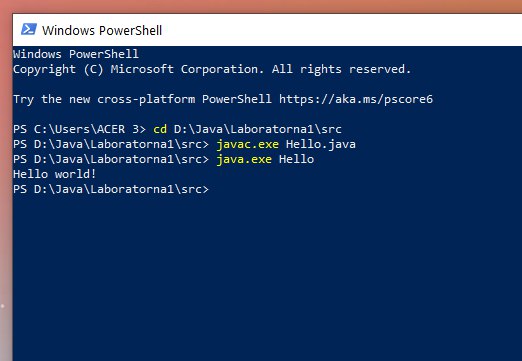 Windows PowerShell
Windows PowerShell
Copyright (C) Microsoft Corporation. All rights reserved.
Try the new cross-platform PowerShell https://aka.ms/pscore6
PS C:\Users\ACER 3> cd D:\Java\Laboratorna1\src
PS D:\Java\Laboratorna1\src> javac.exe Hello.java
PS D:\Java\Laboratorna1\src> java.exe Hello
Hello world!
PS D:\Java\Laboratorna1\src>